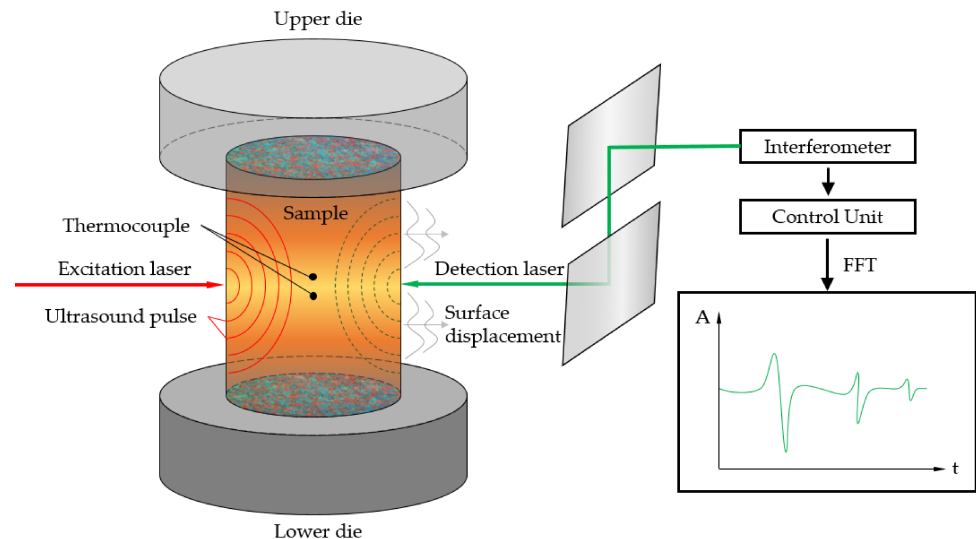 Upper die
Sample
Thermocouple
Excitation laser
Ultrasound pulse
Detection laser
Surface
displacement
Lower die
Interferometer
Control Unit
FFT
A
t